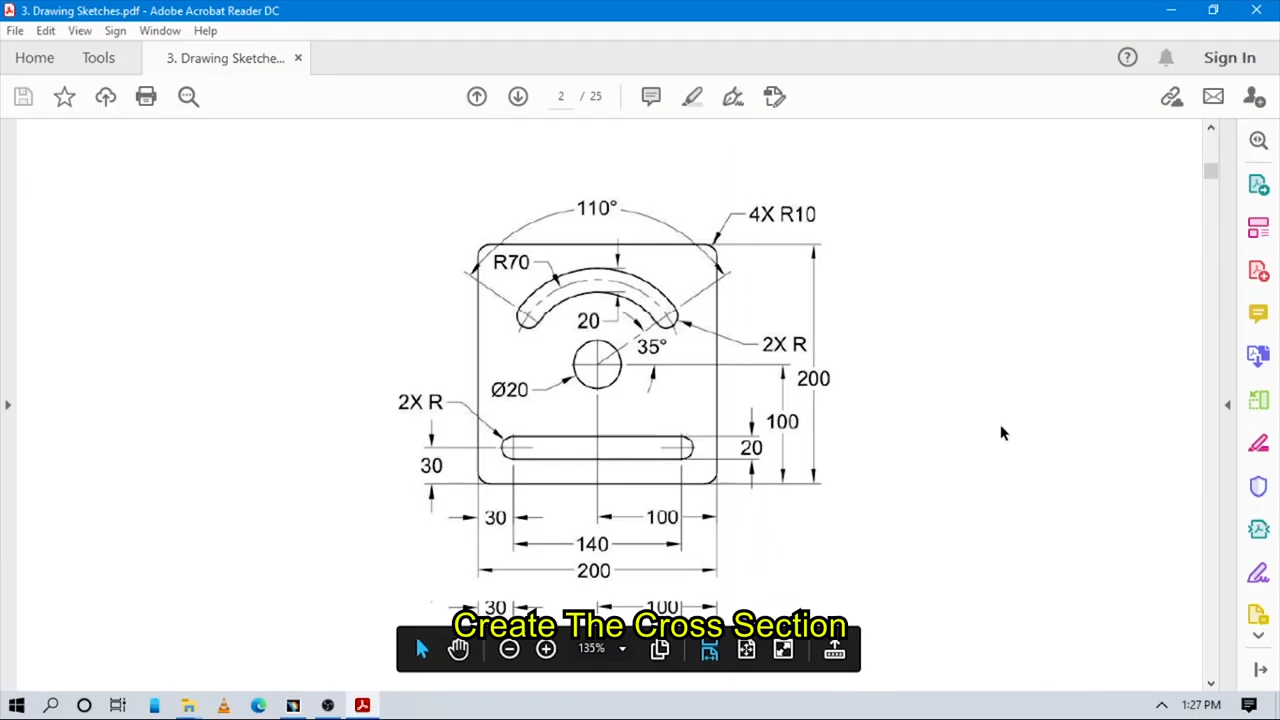 3. Drawing Sketches.pdf - Adobe Acrobat Reader DC
File Edit View Sign Window Help
Home Tools 3. Drawing Sketche... × Sign In
2 / 25
110°
4X R10
R70
20
35°
2X R
Ø20
200
2X R
100
20
30
30 100
140
200
30 100
Create The Cross Section
135%
1:27 PM